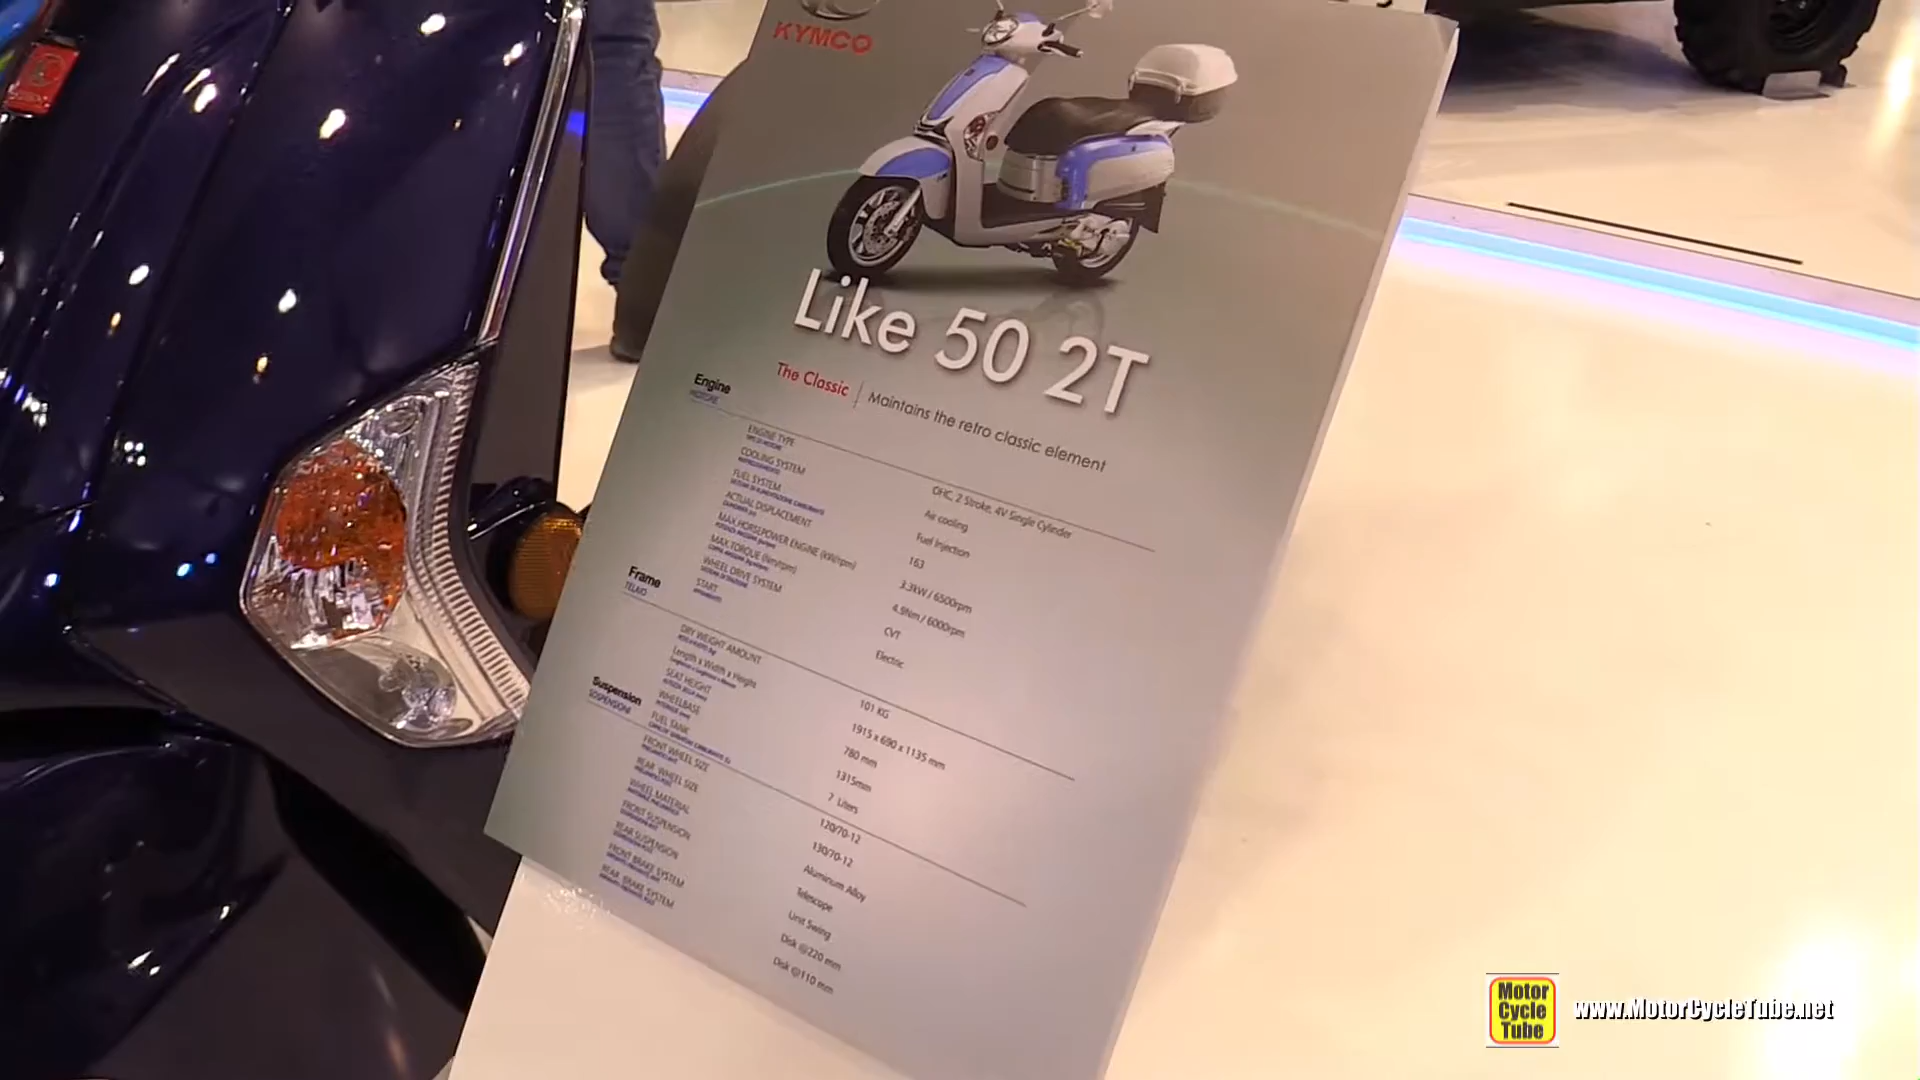 KYMCO
Like 50 2T
The Classic | Maintains the retro classic element
Engine
MOTORE
ENGINE TYPE
OHC, 2 Stroke, 4V Single Cylinder
COOLING SYSTEM
Air cooling
FUEL SYSTEM
Fuel Injection
ACTUAL DISPLACEMENT
163
MAX.HORSEPOWER ENGINE (kW/rpm)
3.3kW / 6500rpm
MAX.TORQUE (Nm/rpm)
4.9Nm / 6000rpm
WHEEL DRIVE SYSTEM
CVT
START
Electric
Frame
TELAIO
DRY WEIGHT AMOUNT
101 KG
Length x Width x Height
1915 x 690 x 1135 mm
SEAT HEIGHT
780 mm
WHEELBASE
1315mm
FUEL TANK
7 Liters
Suspension
SOSPENSIONI
FRONT WHEEL SIZE
120/70-12
REAR WHEEL SIZE
130/70-12
WHEEL MATERIAL
Aluminum Alloy
FRONT SUSPENSION
Telescope
REAR SUSPENSION
Unit Swing
FRONT BRAKE SYSTEM
Disk @220 mm
REAR BRAKE SYSTEM
Disk @110 mm
Motor
Cycle
Tube
www.MotorCycleTube.net